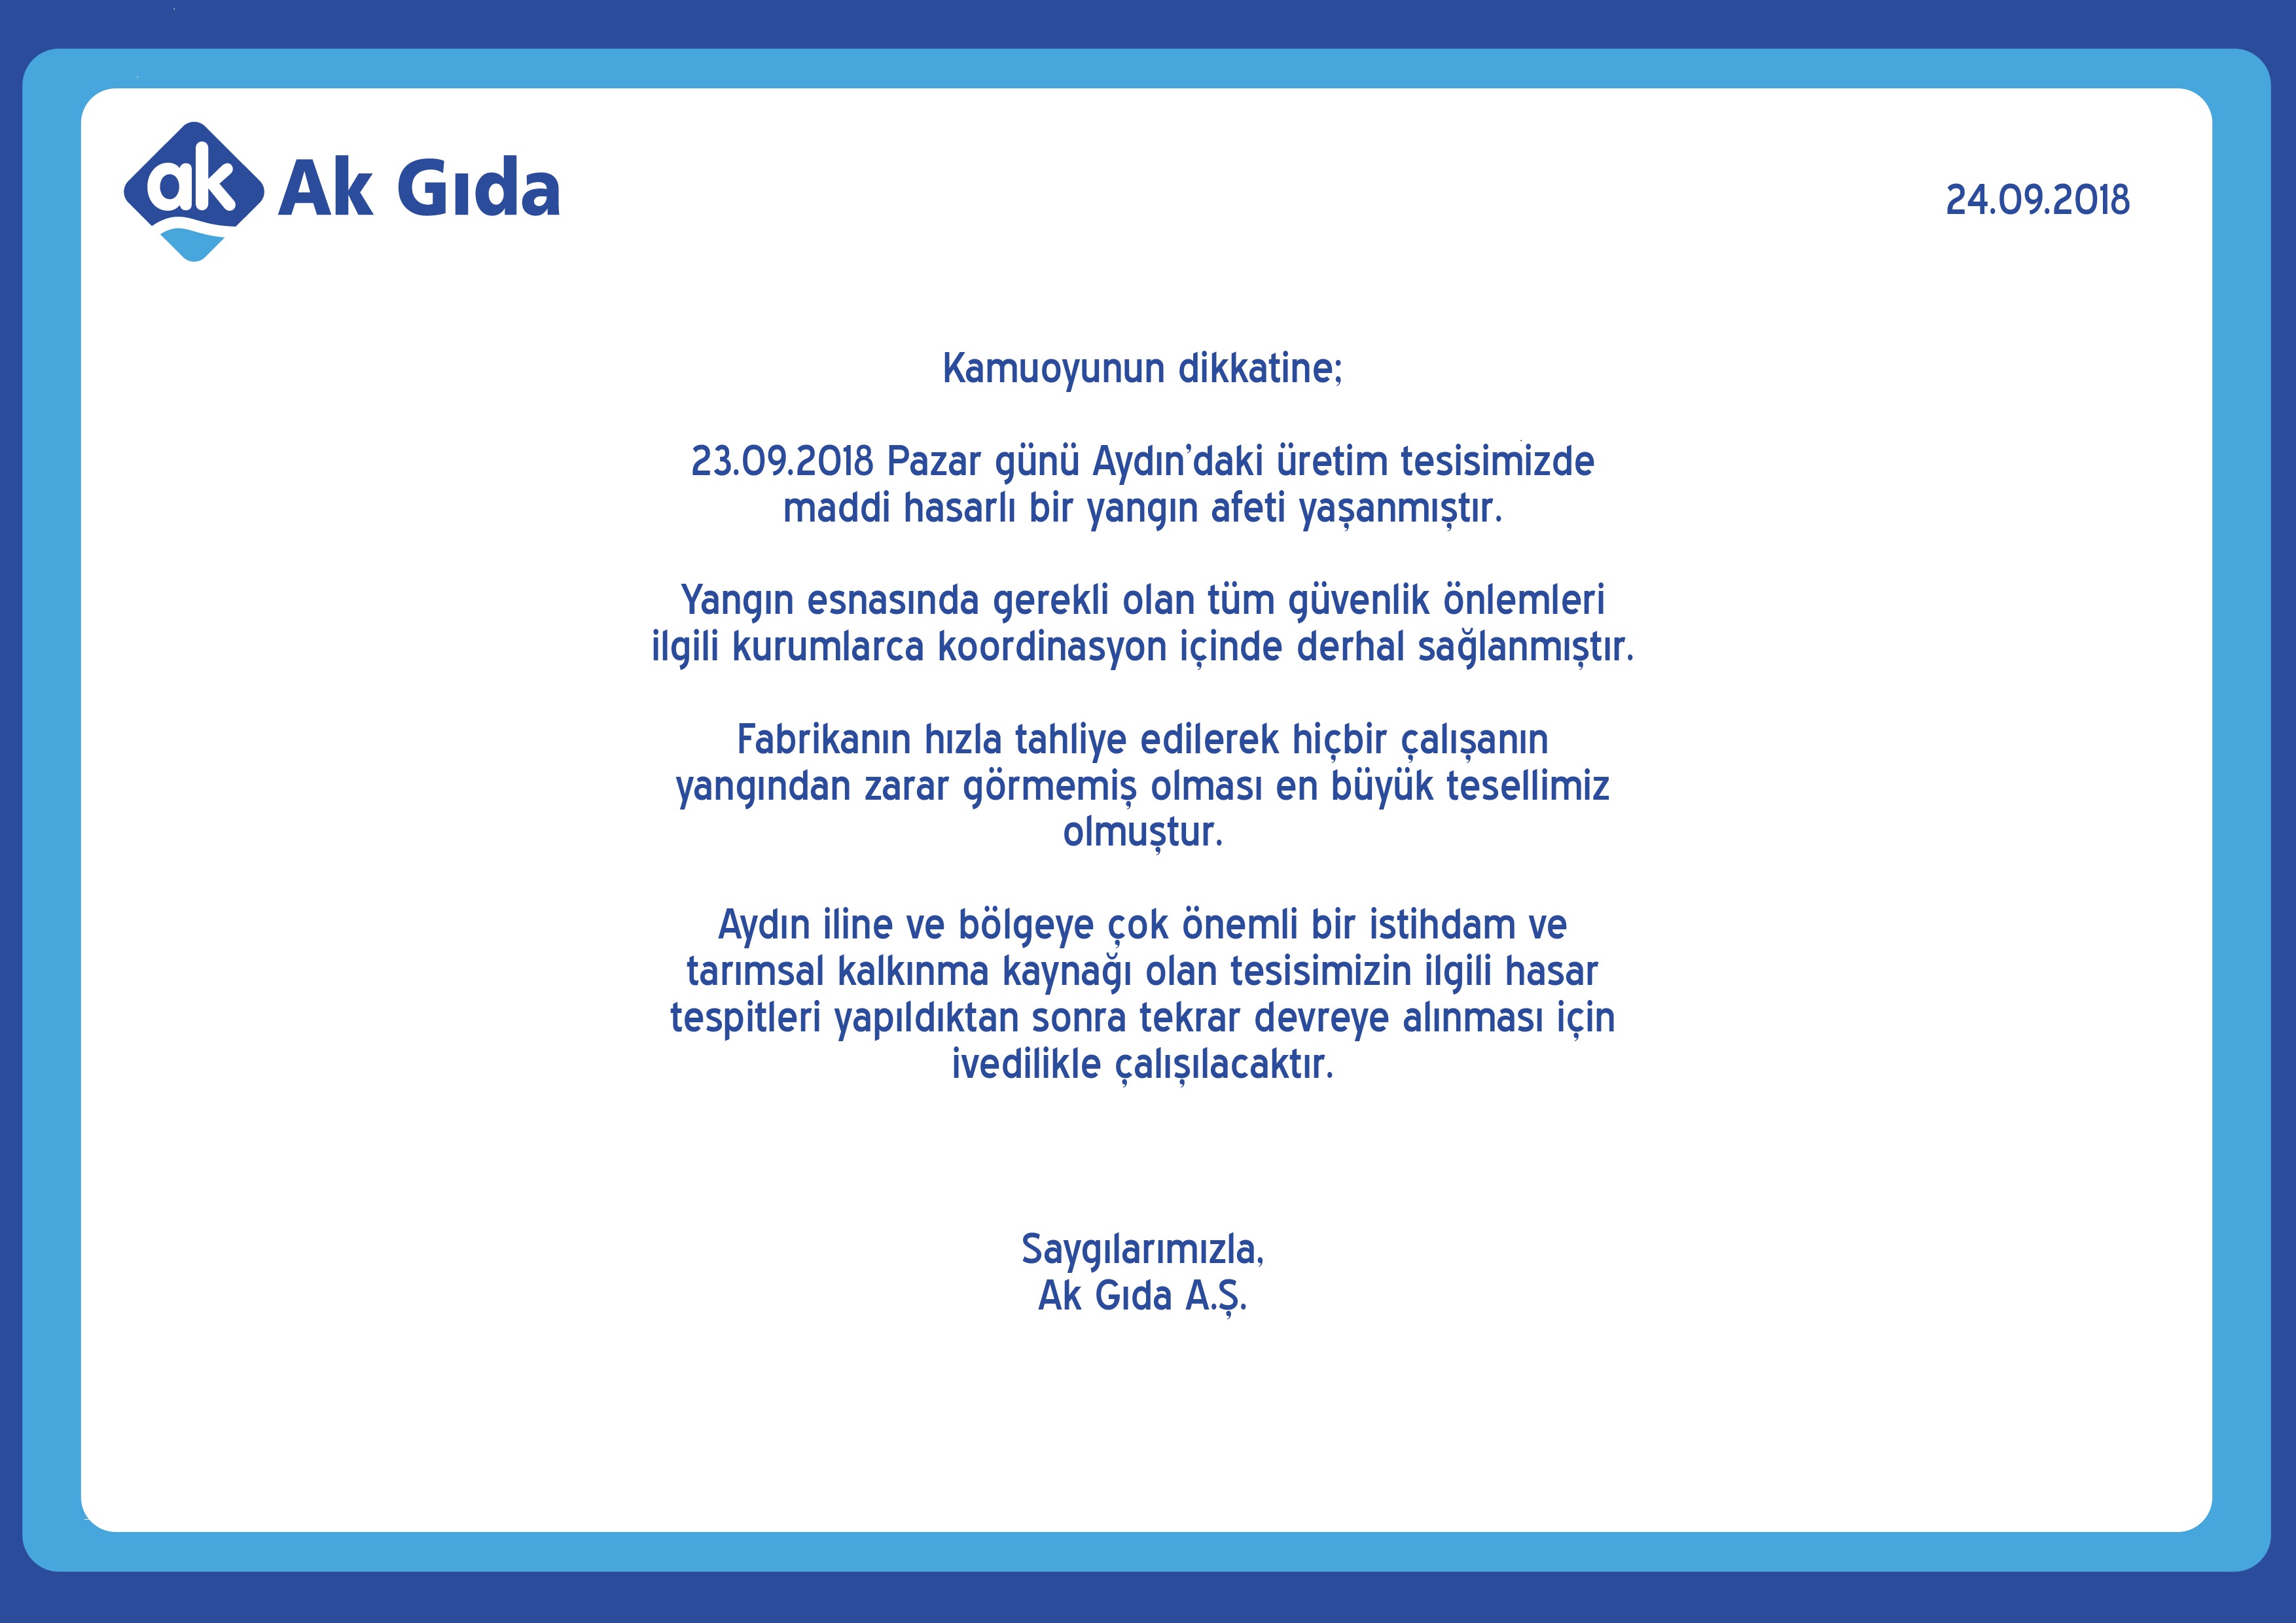 ak Ak Gıda
24.09.2018
Kamuoyunun dikkatine;
23.09.2018 Pazar günü Aydın'daki üretim tesisimizde
maddi hasarlı bir yangın afeti yaşanmıştır.
Yangın esnasında gerekli olan tüm güvenlik önlemleri
ilgili kurumlarca koordinasyon içinde derhal sağlanmıştır.
Fabrikanın hızla tahliye edilerek hiçbir çalışanın
yangından zarar görmemiş olması en büyük tesellimiz
olmuştur.
Aydın iline ve bölgeye çok önemli bir istihdam ve
tarımsal kalkınma kaynağı olan tesisimizin ilgili hasar
tespitleri yapıldıktan sonra tekrar devreye alınması için
ivedilikle çalışılacaktır.
Saygılarımızla,
Ak Gıda A.Ş.